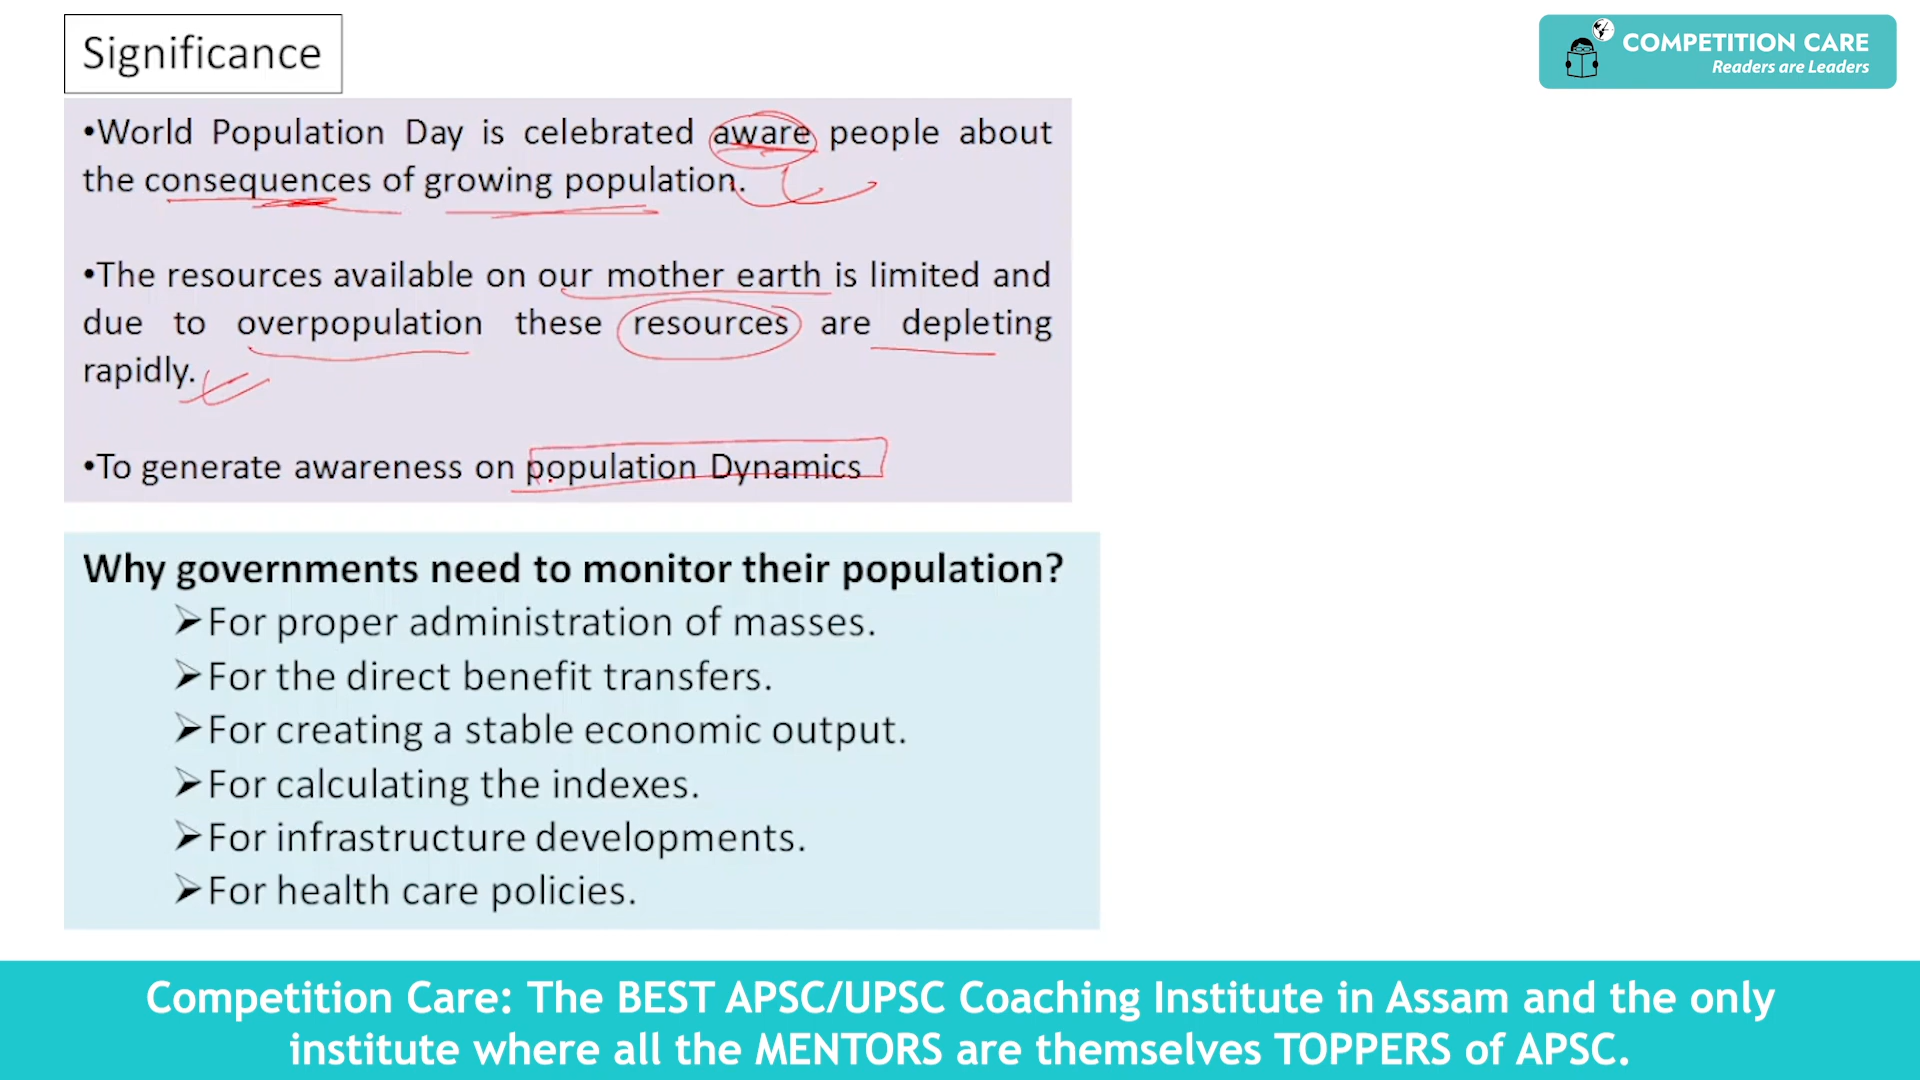 Significance
COMPETITION CARE
Readers are Leaders
•World Population Day is celebrated aware people about
the consequences of growing population.
•The resources available on our mother earth is limited and
due to overpopulation these resources are depleting
rapidly.
•To generate awareness on population Dynamics
Why governments need to monitor their population?
➢For proper administration of masses.
➢For the direct benefit transfers.
➢For creating a stable economic output.
➢For calculating the indexes.
➢For infrastructure developments.
➢For health care policies.
Competition Care: The BEST APSC/UPSC Coaching Institute in Assam and the only
institute where all the MENTORS are themselves TOPPERS of APSC.